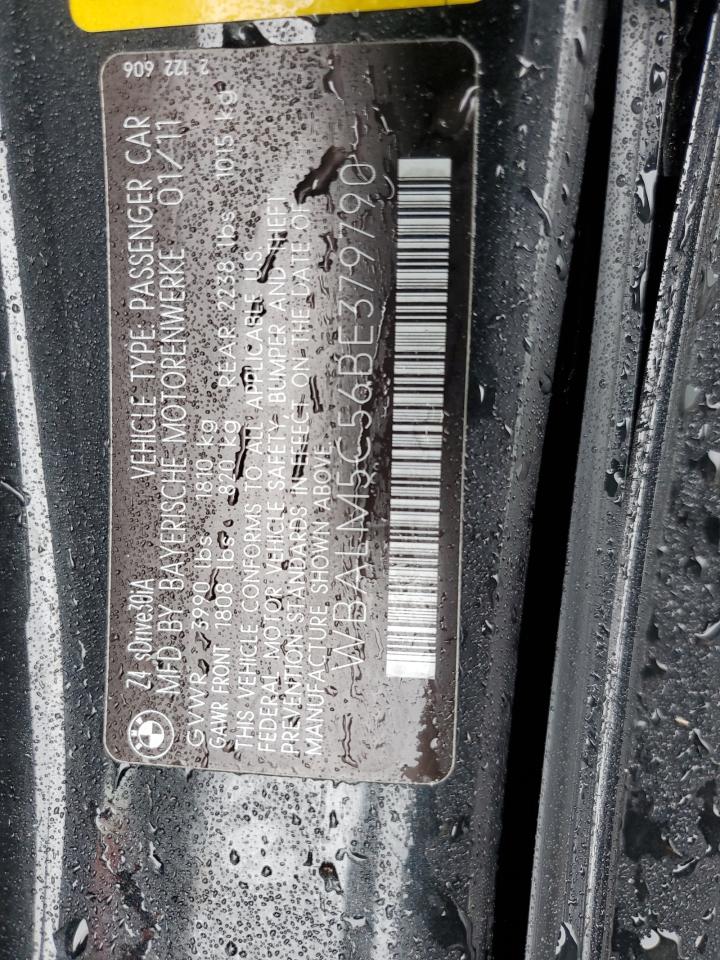 2 122 606
Z4 sDrive30iA VEHICLE TYPE: PASSENGER CAR
MFD BY BAYERISCHE MOTORENWERKE 01/11
GVWR 3990 lbs 1810 kg
GAWR FRONT 1808 lbs 820 kg REAR 2238 lbs 1015 kg
THIS VEHICLE CONFORMS TO ALL APPLICABLE U.S.
FEDERAL MOTOR VEHICLE SAFETY, BUMPER AND THEFT
PREVENTION STANDARDS IN EFFECT ON THE DATE OF
MANUFACTURE SHOWN ABOVE.
WBALM5C56BE379790